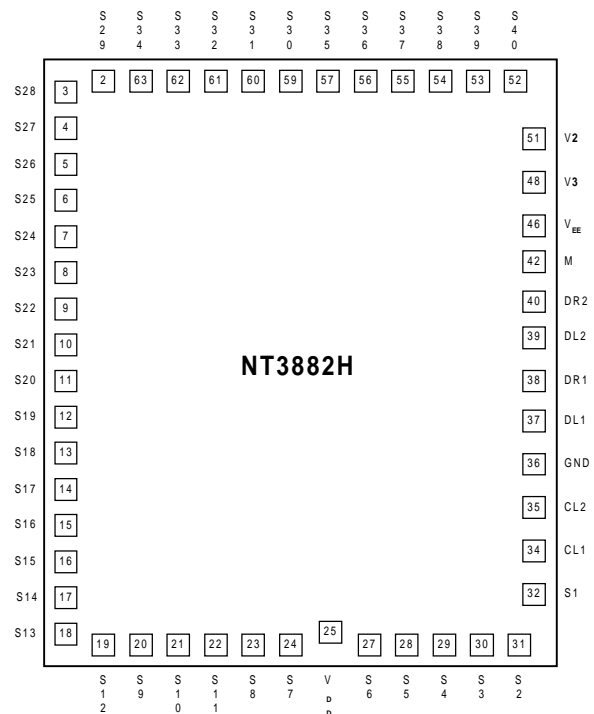 S29 S34 S33 S32 S31 S30 S35 S36 S37 S38 S39 S40
2 63 62 61 60 59 57 56 55 54 53 52
S28 3
S27 4
S26 5
S25 6
S24 7
S23 8
S22 9
S21 10
S20 11
S19 12
S18 13
S17 14
S16 15
S15 16
S14 17
S13 18
NT3882H
51 V2
48 V3
46 VEE
42 M
40 DR2
39 DL2
38 DR1
37 DL1
36 GND
35 CL2
34 CL1
32 S1
19 20 21 22 23 24 25 27 28 29 30 31
S12 S9 S10 S11 S8 S7 VDD S6 S5 S4 S3 S2